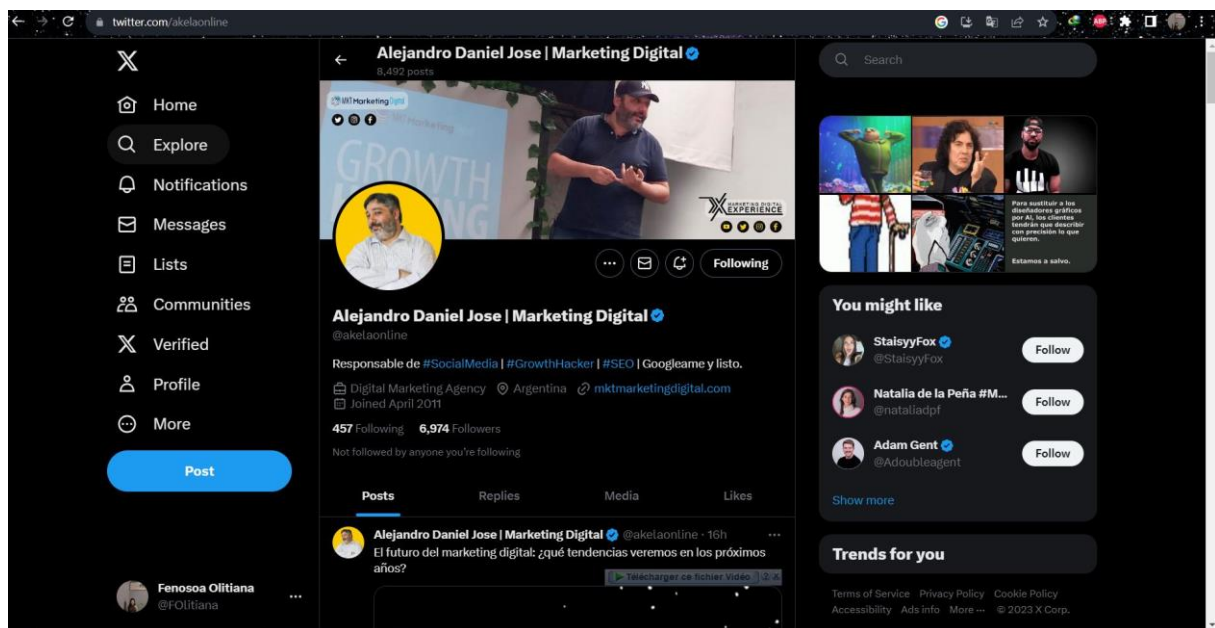 twitter.com/akelaonline
Home
Explore
Notifications
Messages
Lists
Communities
Verified
Profile
More
Post
Fenosoa Olitiana
@FOlitiana
Alejandro Daniel Jose | Marketing Digital
8,492 posts
MKT Marketing Digital
Marketing
GROWTH
MARKETING DIGITAL
EXPERIENCE
Following
Alejandro Daniel Jose | Marketing Digital
@akelaonline
Responsable de #SocialMedia | #GrowthHacker | #SEO | Googleame y listo.
Digital Marketing Agency Argentina mktmarketingdigital.com
Joined April 2011
457 Following 6,974 Followers
Not followed by anyone you're following
Posts Replies Media Likes
Alejandro Daniel Jose | Marketing Digital @akelaonline · 16h
El futuro del marketing digital: ¿qué tendencias veremos en los próximos
años?
Télécharger ce fichier Vidéo ? X
Search
Para sustituir a los
diseñadores gráficos
por AI, los clientes
tendrán que describir
con precisión lo que
quieren.
Estamos a salvo.
You might like
StaisyyFox
@StaisyyFox
Follow
Natalia de la Peña #M...
@nataliadpf
Follow
Adam Gent
@Adoubleagent
Follow
Show more
Trends for you
Terms of Service Privacy Policy Cookie Policy
Accessibility Ads info More ··· © 2023 X Corp.